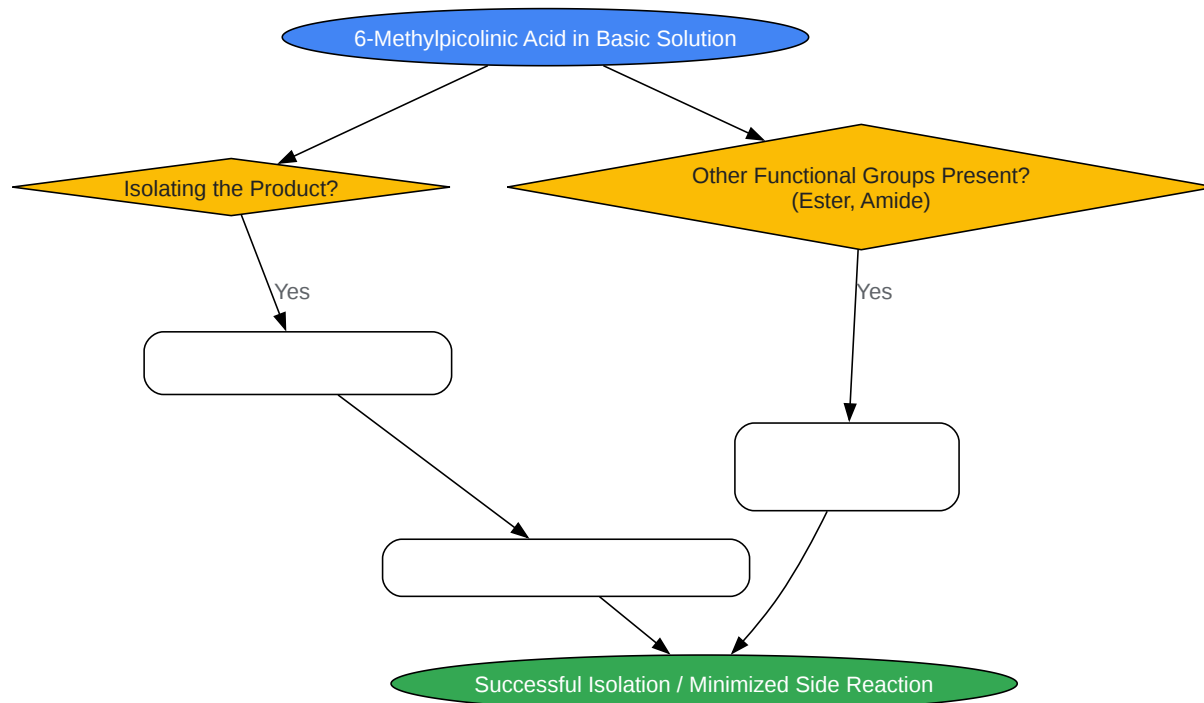 6-Methylpicolinic Acid in Basic Solution
Isolating the Product?
Other Functional Groups Present?
(Ester, Amide)
Yes
Yes
Successful Isolation / Minimized Side Reaction